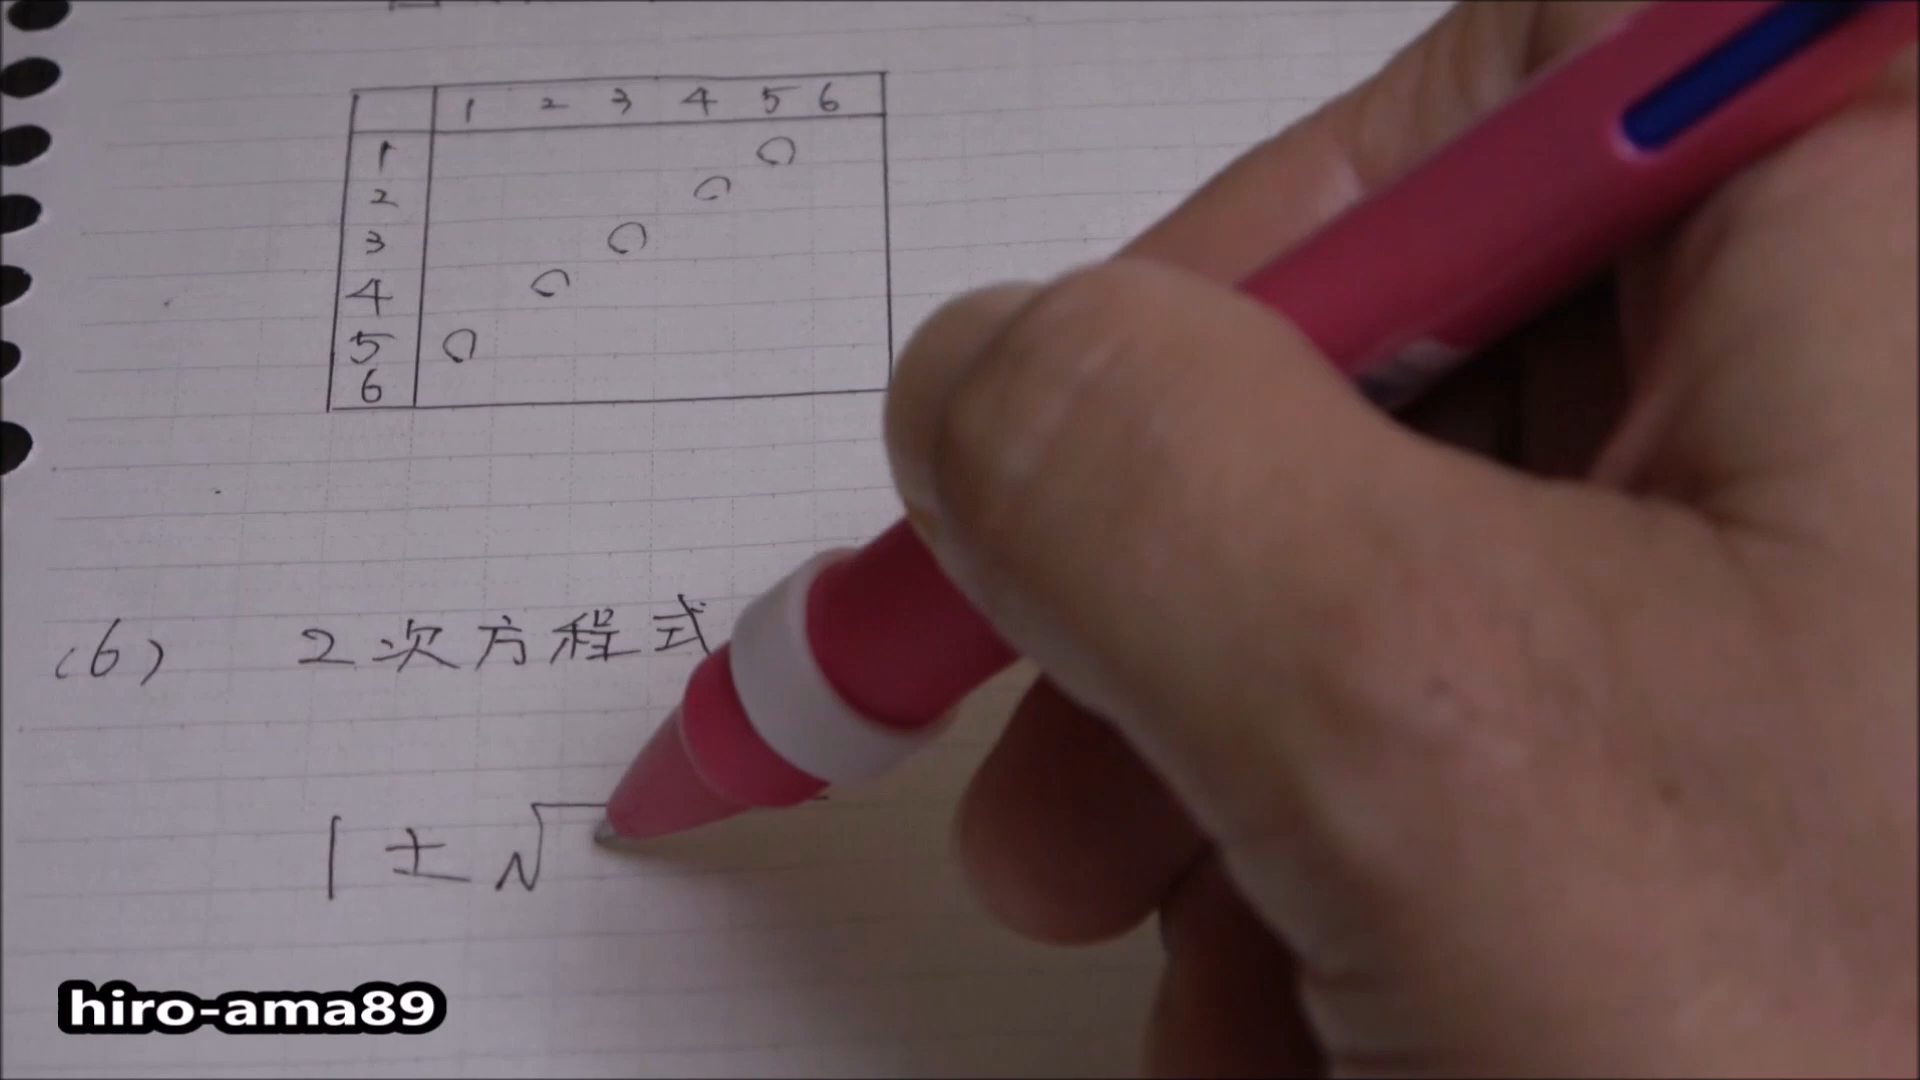 1 2 3 4 5 6
1 ○
2 ○
3 ○
4 ○
5 ○
6
(6) 2次方程式
1 ± √
hiro-ama89